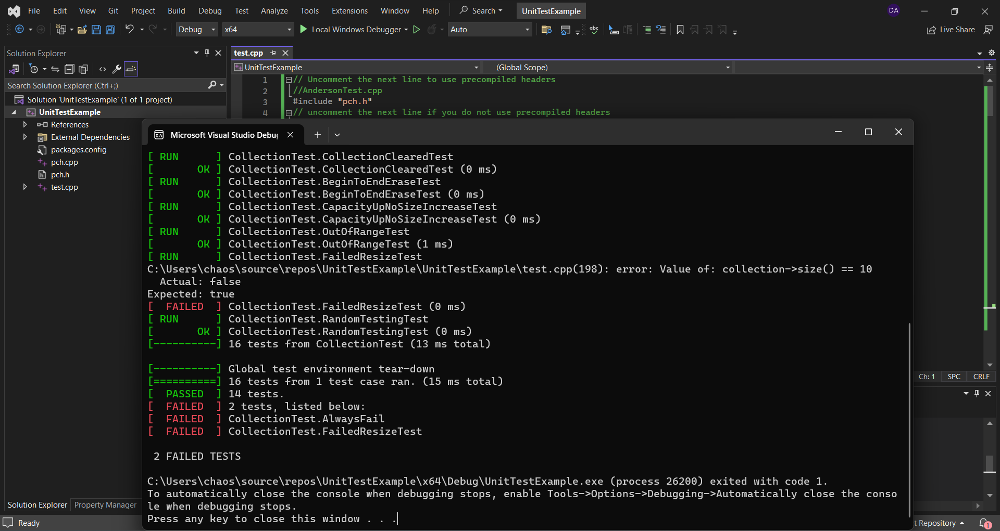 File Edit View Git Project Build Debug Test Analyze Tools Extensions Window Help Search UnitTestExample DA
Debug x64 Local Windows Debugger Auto Live Share
Solution Explorer
Search Solution Explorer (Ctrl+;)
Solution 'UnitTestExample' (1 of 1 project)
UnitTestExample
References
External Dependencies
packages.config
pch.cpp
pch.h
test.cpp
test.cpp
UnitTestExample (Global Scope)
1 // Uncomment the next line to use precompiled headers
2 //AndersonTest.cpp
3 #include "pch.h"
4 // uncomment the next line if you do not use precompiled headers
Microsoft Visual Studio Debu
[ RUN      ] CollectionTest.CollectionClearedTest
[       OK ] CollectionTest.CollectionClearedTest (0 ms)
[ RUN      ] CollectionTest.BeginToEndEraseTest
[       OK ] CollectionTest.BeginToEndEraseTest (0 ms)
[ RUN      ] CollectionTest.CapacityUpNoSizeIncreaseTest
[       OK ] CollectionTest.CapacityUpNoSizeIncreaseTest (0 ms)
[ RUN      ] CollectionTest.OutOfRangeTest
[       OK ] CollectionTest.OutOfRangeTest (1 ms)
[ RUN      ] CollectionTest.FailedResizeTest
C:\Users\chaos\source\repos\UnitTestExample\UnitTestExample\test.cpp(198): error: Value of: collection->size() == 10
  Actual: false
Expected: true
[  FAILED  ] CollectionTest.FailedResizeTest (0 ms)
[ RUN      ] CollectionTest.RandomTestingTest
[       OK ] CollectionTest.RandomTestingTest (0 ms)
[----------] 16 tests from CollectionTest (13 ms total)
[----------] Global test environment tear-down
[==========] 16 tests from 1 test case ran. (15 ms total)
[  PASSED  ] 14 tests.
[  FAILED  ] 2 tests, listed below:
[  FAILED  ] CollectionTest.AlwaysFail
[  FAILED  ] CollectionTest.FailedResizeTest
 2 FAILED TESTS
C:\Users\chaos\source\repos\UnitTestExample\x64\Debug\UnitTestExample.exe (process 26200) exited with code 1.
To automatically close the console when debugging stops, enable Tools->Options->Debugging->Automatically close the conso
le when debugging stops.
Press any key to close this window . . .
Ch: 1 SPC CRLF
Solution Explorer Property Manager
Ready
t Repository 1